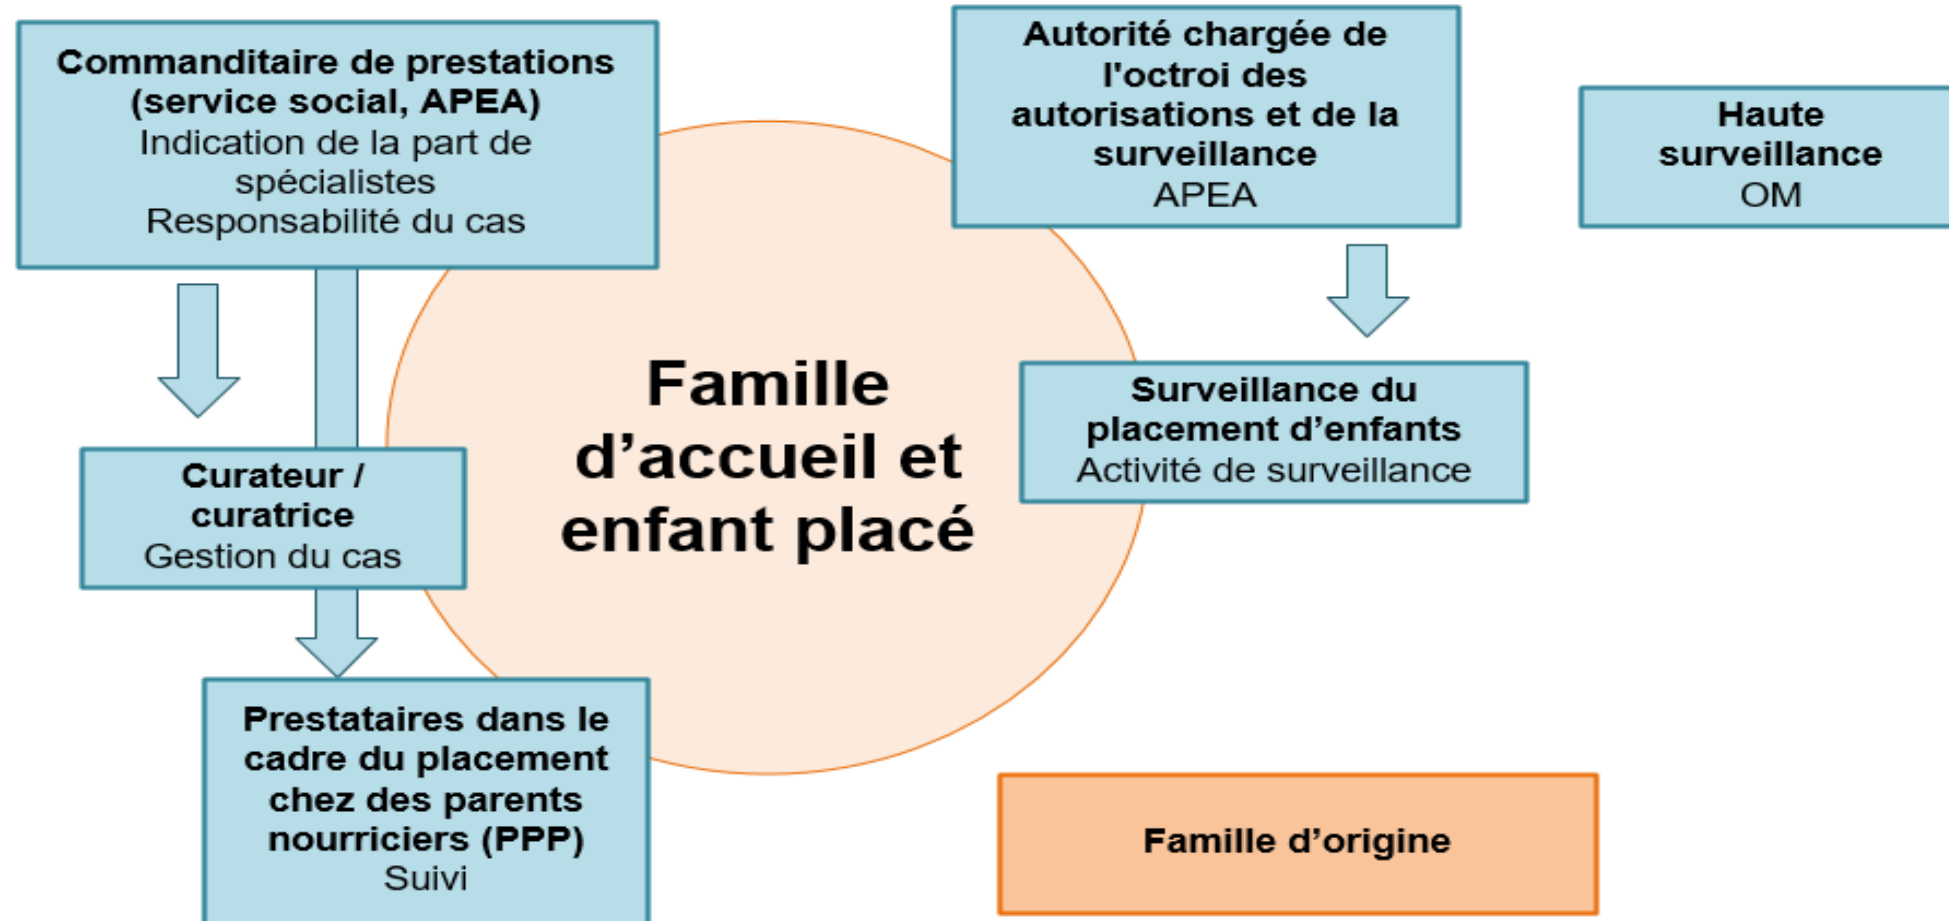 Commanditaire de prestations
(service social, APEA)
Indication de la part de
spécialistes
Responsabilité du cas
Autorité chargée de
l'octroi des
autorisations et de la
surveillance
APEA
Haute
surveillance
OM
Famille
d’accueil et
enfant placé
Surveillance du
placement d’enfants
Activité de surveillance
Curateur /
curatrice
Gestion du cas
Prestataires dans le
cadre du placement
chez des parents
nourriciers (PPP)
Suivi
Famille d’origine